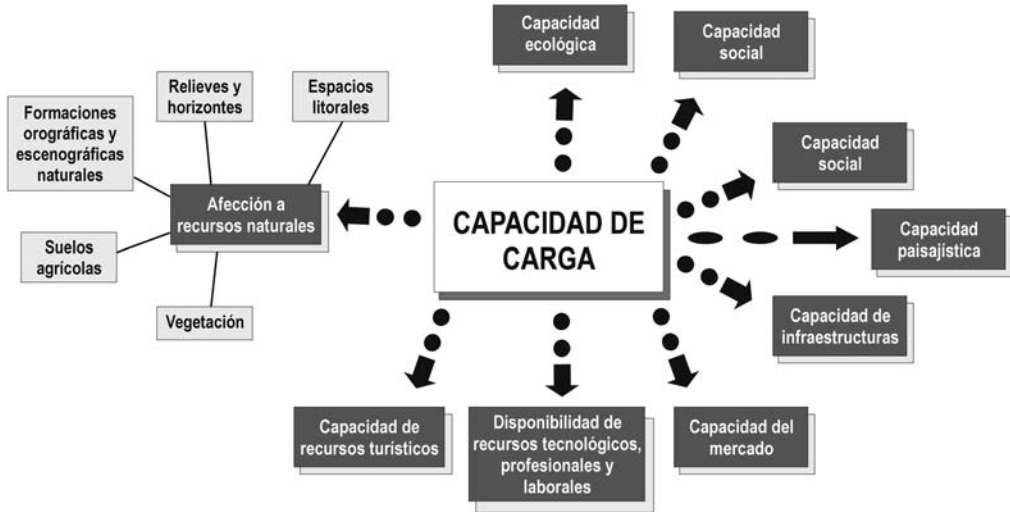 Capacidad
ecológica
Capacidad
social
Relieves y
horizontes
Espacios
litorales
Formaciones
orográficas y
escenográficas
naturales
Capacidad
social
Afección a
recursos naturales
CAPACIDAD DE
CARGA
Capacidad
paisajística
Suelos
agrícolas
Vegetación
Capacidad de
infraestructuras
Capacidad de
recursos turísticos
Disponibilidad de
recursos tecnológicos,
profesionales y
laborales
Capacidad del
mercado